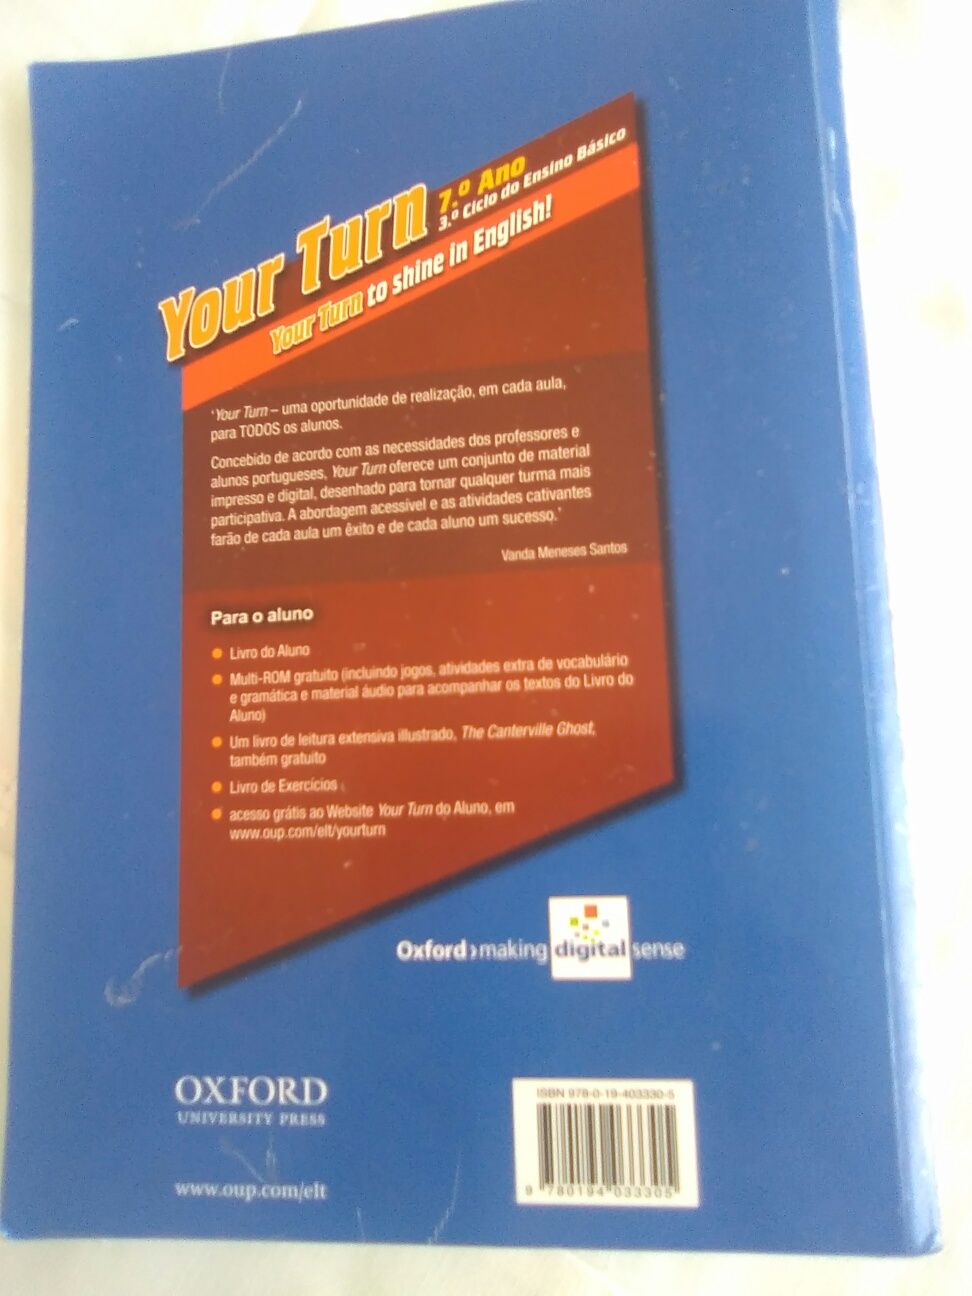 Your Turn 7.º Ano
3.º Ciclo do Ensino Básico
Your Turn to shine in English!
'Your Turn – uma oportunidade de realização, em cada aula,
para TODOS os alunos.
Concebido de acordo com as necessidades dos professores e
alunos portugueses, Your Turn oferece um conjunto de material
impresso e digital, desenhado para tornar qualquer turma mais
participativa. A abordagem acessível e as atividades cativantes
farão de cada aula um êxito e de cada aluno um sucesso.'
Vanda Meneses Santos
Para o aluno
Livro do Aluno
Multi-ROM gratuito (incluindo jogos, atividades extra de vocabulário
e gramática e material áudio para acompanhar os textos do Livro do
Aluno)
Um livro de leitura extensiva illustrado, The Canterville Ghost,
também gratuito
Livro de Exercícios
acesso grátis ao Website Your Turn do Aluno, em
www.oup.com/elt/yourturn
Oxford › making digital sense
OXFORD
UNIVERSITY PRESS
www.oup.com/elt
ISBN 978-0-19-403330-5
9 780194 033305